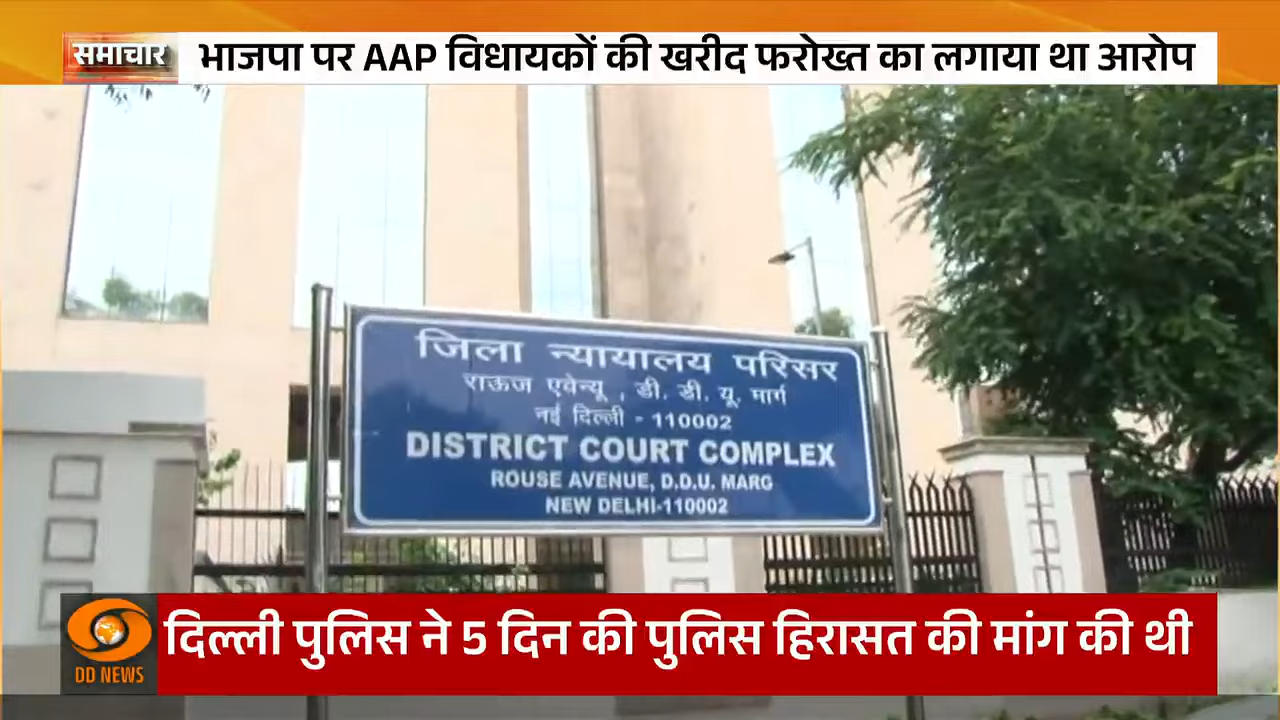 समाचार
भाजपा पर AAP विधायकों की खरीद फरोख्त का लगाया था आरोप
जिला न्यायालय परिसर
राऊज एवेन्यू , डी. डी. यू. मार्ग
नई दिल्ली - 110002
DISTRICT COURT COMPLEX
ROUSE AVENUE, D.D.U. MARG
NEW DELHI-110002
दिल्ली पुलिस ने 5 दिन की पुलिस हिरासत की मांग की थी
DD NEWS